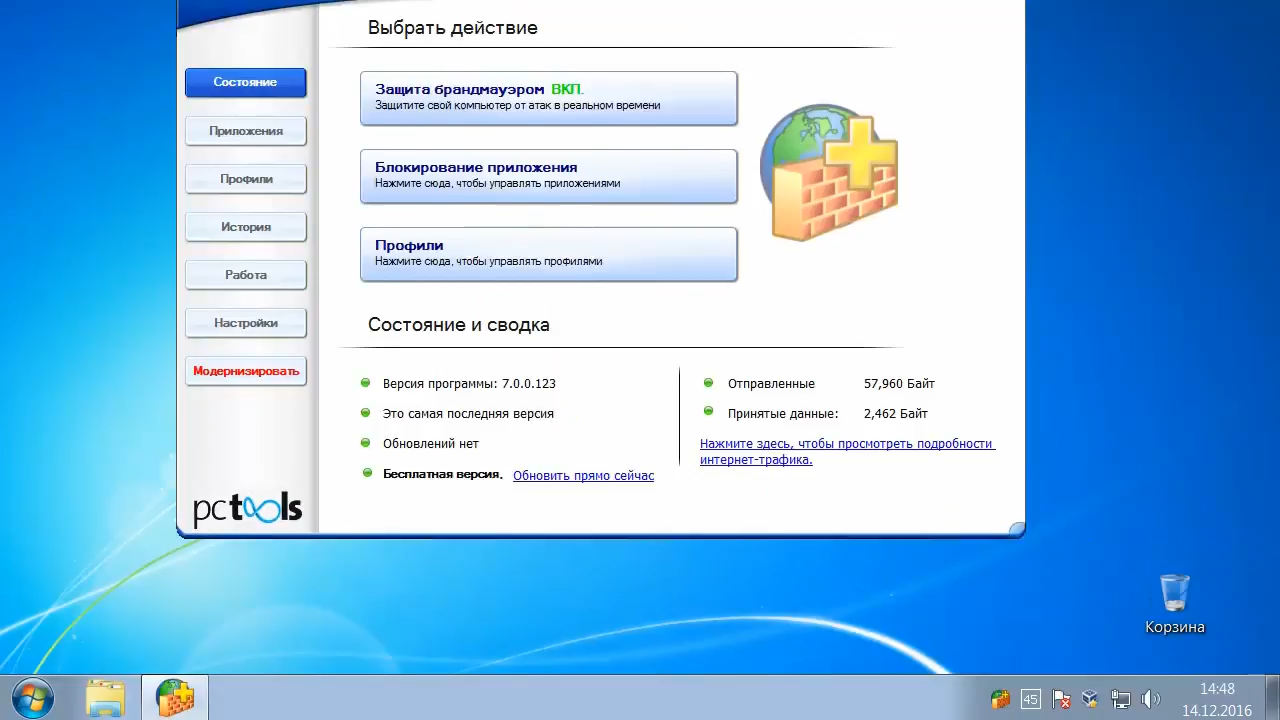 Выбрать действие
Состояние
Приложения
Профили
История
Работа
Настройки
Модернизировать
Защита брандмауэром ВКЛ.
Защитите свой компьютер от атак в реальном времени
Блокирование приложения
Нажмите сюда, чтобы управлять приложениями
Профили
Нажмите сюда, чтобы управлять профилями
Состояние и сводка
Версия программы: 7.0.0.123
Это самая последняя версия
Обновлений нет
Бесплатная версия. Обновить прямо сейчас
Отправленные 57,960 Байт
Принятые данные: 2,462 Байт
Нажмите здесь, чтобы просмотреть подробности
интернет-трафика.
pctools
Корзина
45
14:48
14.12.2016